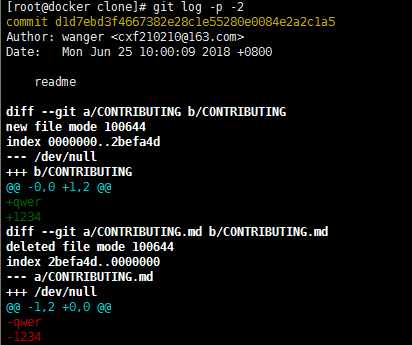 [root@docker clone]# git log -p -2
commit d1d7ebd3f4667382e28c1e55280e0084e2a2c1a5
Author: wanger <cxf210210@163.com>
Date:   Mon Jun 25 10:00:09 2018 +0800
    readme
diff --git a/CONTRIBUTING b/CONTRIBUTING
new file mode 100644
index 0000000..2befa4d
--- /dev/null
+++ b/CONTRIBUTING
@@ -0,0 +1,2 @@
+qwer
+1234
diff --git a/CONTRIBUTING.md b/CONTRIBUTING.md
deleted file mode 100644
index 2befa4d..0000000
--- a/CONTRIBUTING.md
+++ /dev/null
@@ -1,2 +0,0 @@
-qwer
-1234